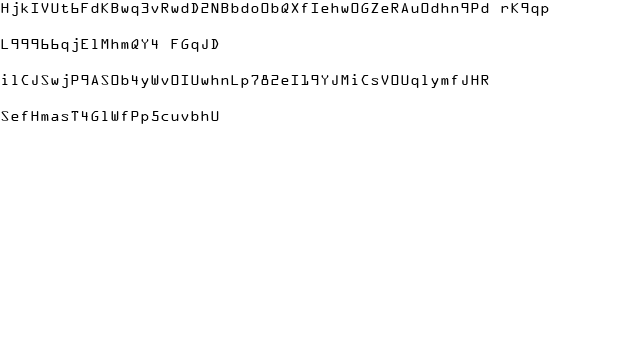 HjkIVUt6FdKBwq3vRwdD2NBbdoObQXfIehwOGZeRAuOdhn9Pd rK9qp
L99966qjElMhmQY4 FGqJD
ilCJSwjP9ASOb4yWvOIUwhnLp782eI19YJMiCsVOUqlymfJHR
SefHmasT4GlWfPp5cuvbhU